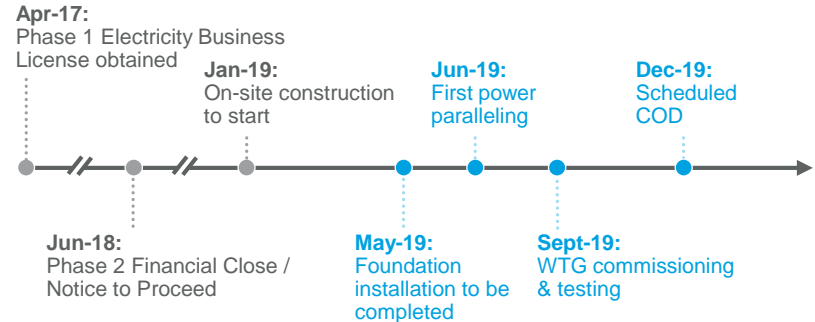 Apr-17:
Phase 1 Electricity Business
License obtained
Jan-19:
On-site construction
to start
Jun-19:
First power
paralleling
Dec-19:
Scheduled
COD
Jun-18:
Phase 2 Financial Close /
Notice to Proceed
May-19:
Foundation
installation to be
completed
Sept-19:
WTG commissioning
& testing